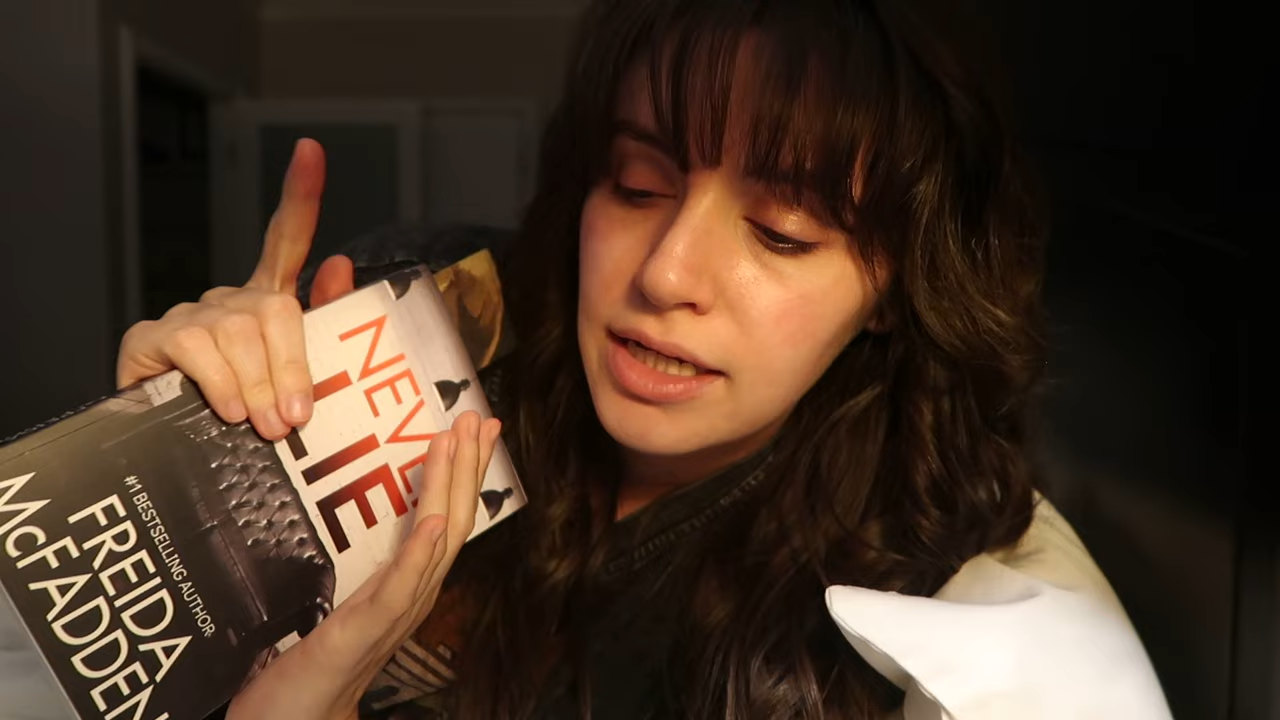 NEVE
LIE
#1 BESTSELLING AUTHOR
FREIDA
McFADDEN